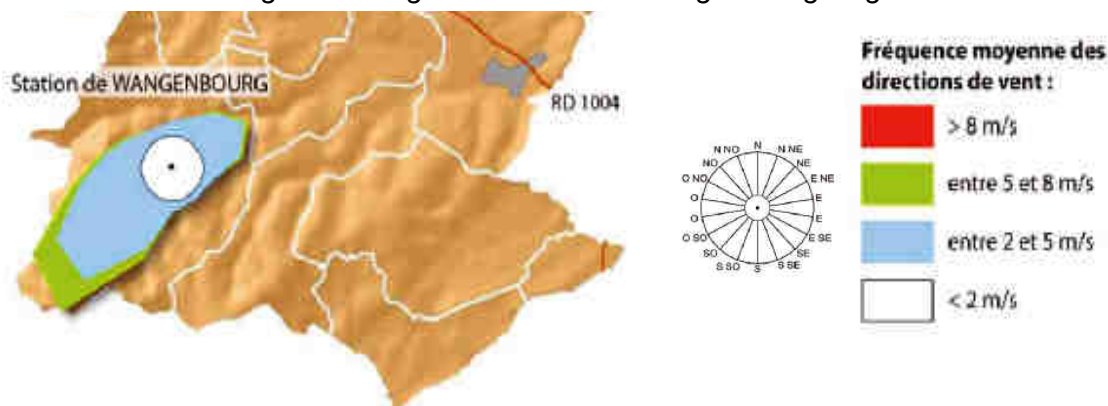 Station de WANGENBOURG
RD 1004
N NO
N
N NE
NO
NE
O NO
E NE
O
E
O
E
O SO
E SE
SO
SE
S SO
S
S SE
Fréquence moyenne des
directions de vent :
> 8 m/s
entre 5 et 8 m/s
entre 2 et 5 m/s
< 2 m/s